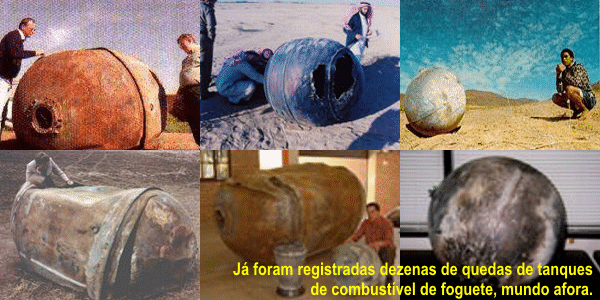 Já foram registradas dezenas de quedas de tanques
de combustível de foguete, mundo afora.